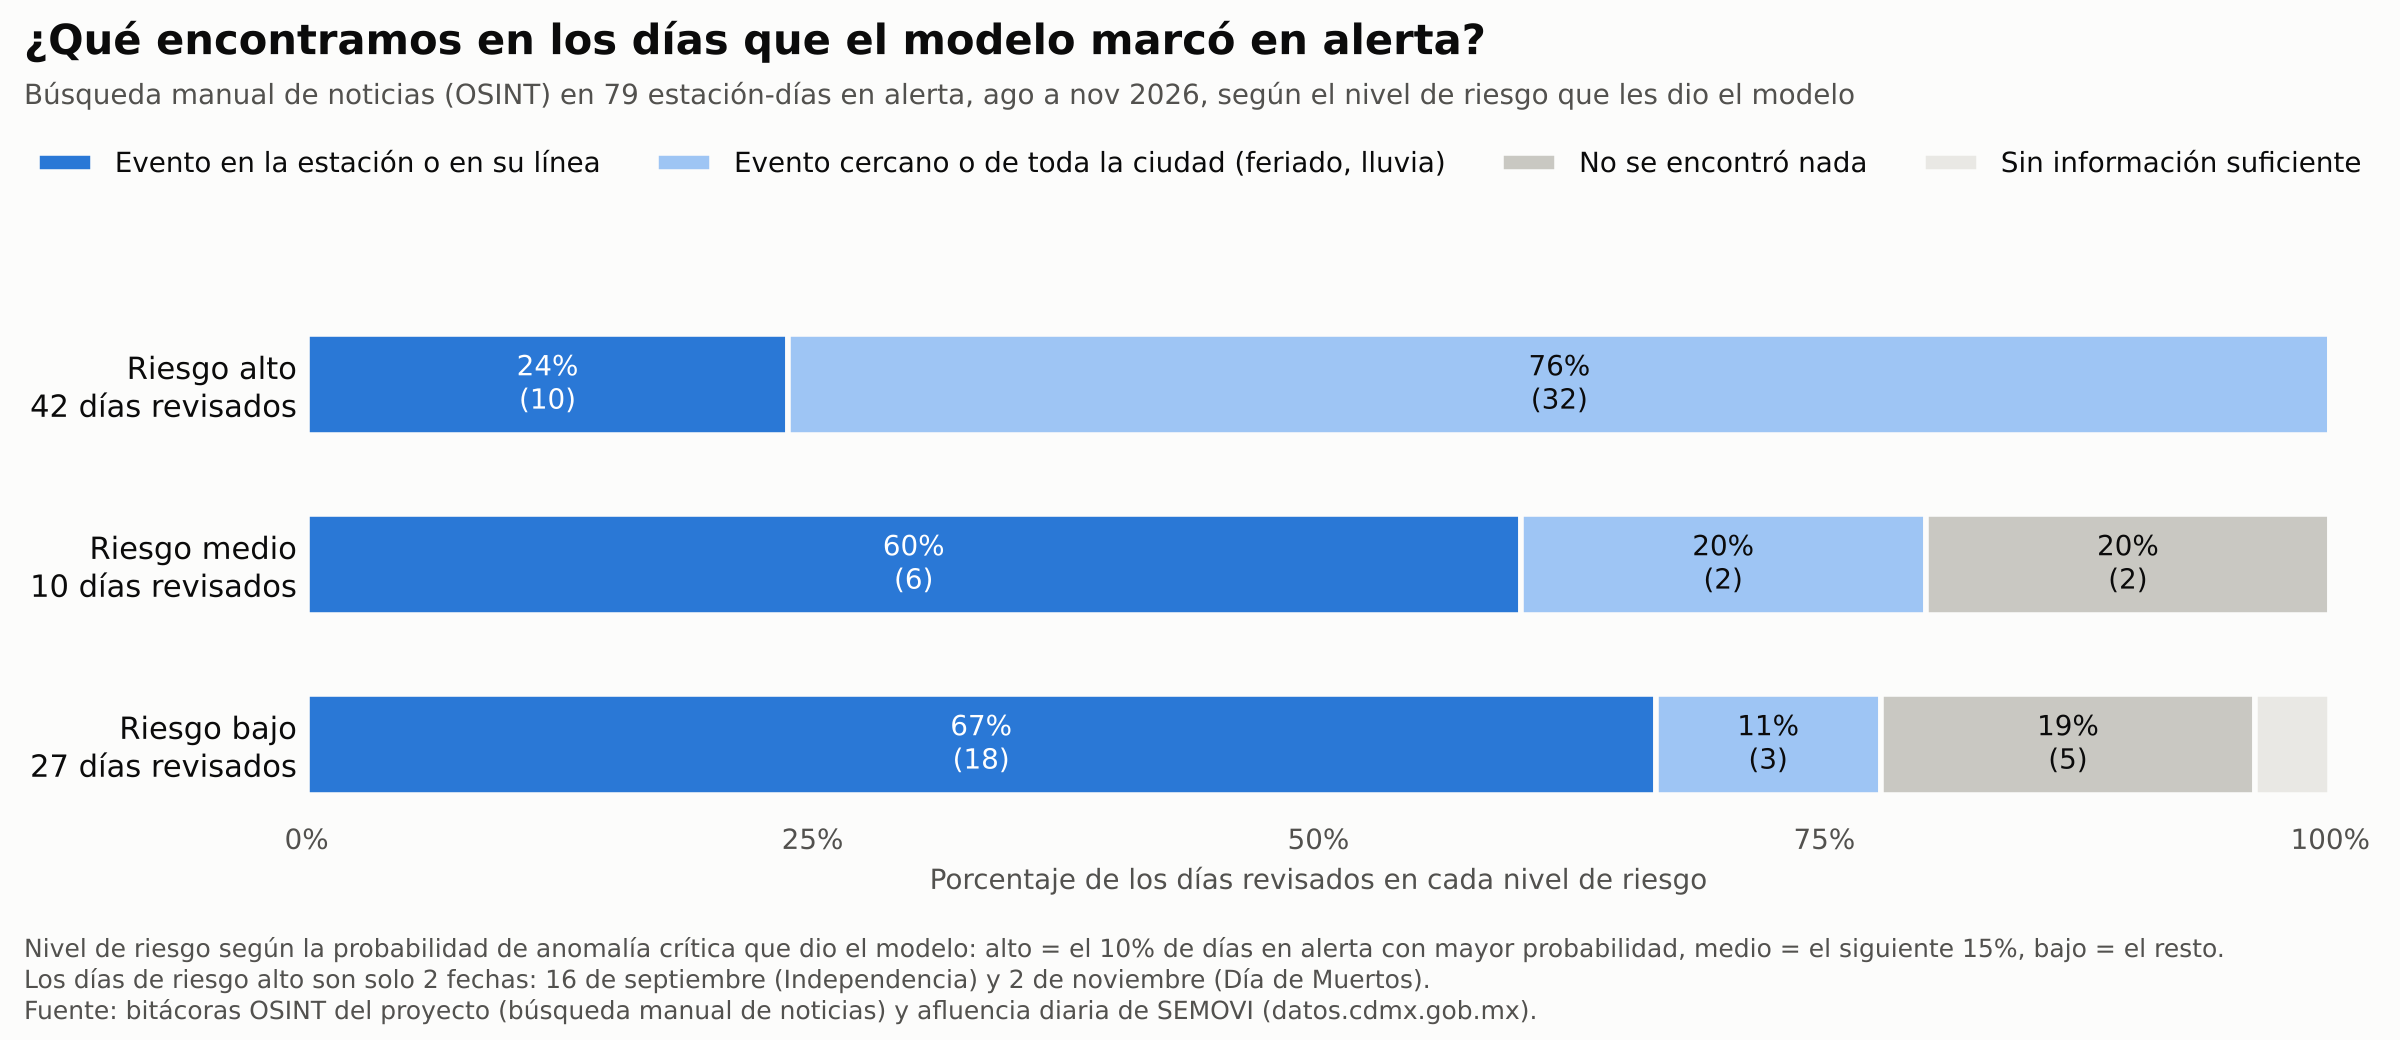 ¿Qué encontramos en los días que el modelo marcó en alerta?
Búsqueda manual de noticias (OSINT) en 79 estación-días en alerta, ago a nov 2026, según el nivel de riesgo que les dio el modelo
Evento en la estación o en su línea
Evento cercano o de toda la ciudad (feriado, lluvia)
No se encontró nada
Sin información suficiente
Riesgo alto
42 días revisados
24%
(10)
76%
(32)
Riesgo medio
10 días revisados
60%
(6)
20%
(2)
20%
(2)
Riesgo bajo
27 días revisados
67%
(18)
11%
(3)
19%
(5)
0%
25%
50%
75%
100%
Porcentaje de los días revisados en cada nivel de riesgo
Nivel de riesgo según la probabilidad de anomalía crítica que dio el modelo: alto = el 10% de días en alerta con mayor probabilidad, medio = el siguiente 15%, bajo = el resto.
Los días de riesgo alto son solo 2 fechas: 16 de septiembre (Independencia) y 2 de noviembre (Día de Muertos).
Fuente: bitácoras OSINT del proyecto (búsqueda manual de noticias) y afluencia diaria de SEMOVI (datos.cdmx.gob.mx).